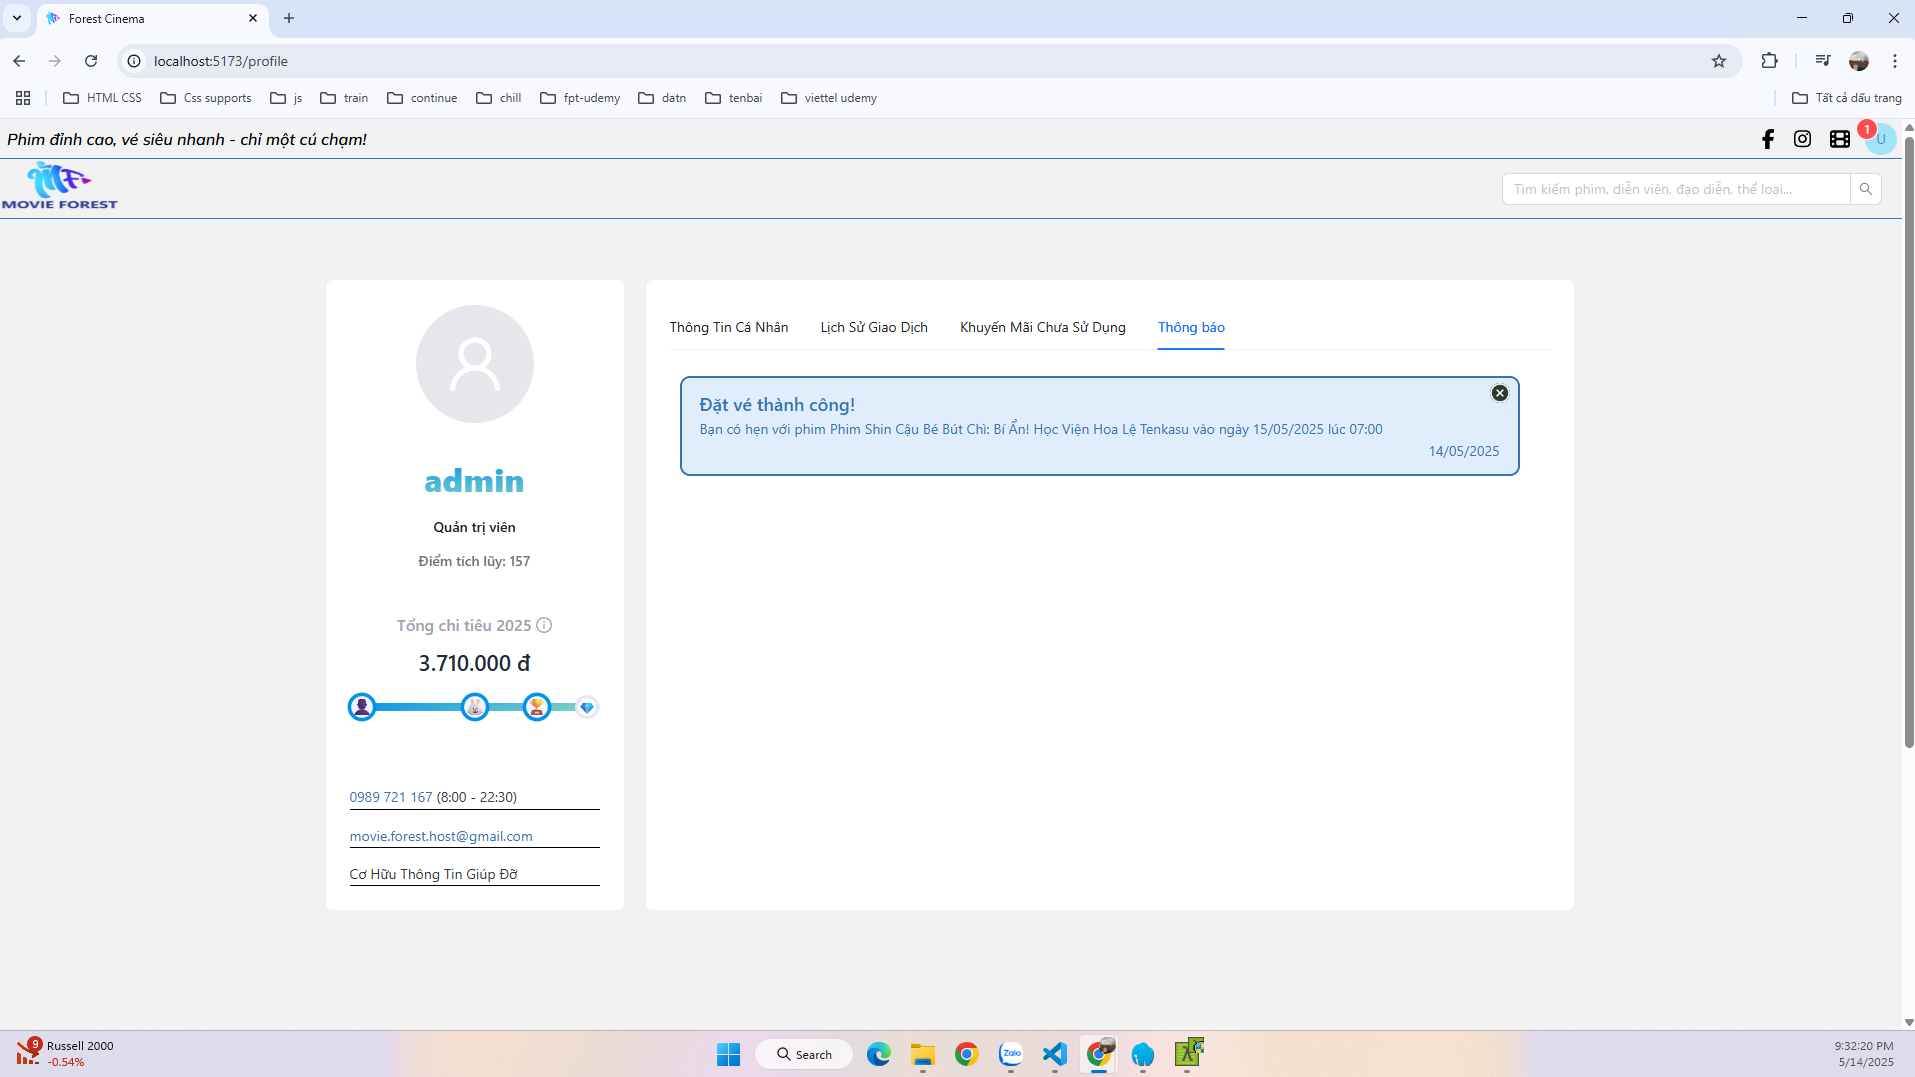 Forest Cinema
localhost:5173/profile
HTML CSS
Css supports
js
train
continue
chill
fpt-udemy
datn
tenbai
viettel udemy
Tất cả dấu trang
Phim đỉnh cao, vé siêu nhanh - chỉ một cú chạm!
1
U
MOVIE FOREST
Tìm kiếm phim, diễn viên, đạo diễn, thể loại...
admin
Quản trị viên
Điểm tích lũy: 157
Tổng chi tiêu 2025
3.710.000 đ
0989 721 167 (8:00 - 22:30)
movie.forest.host@gmail.com
Cơ Hữu Thông Tin Giúp Đỡ
Thông Tin Cá Nhân
Lịch Sử Giao Dịch
Khuyến Mãi Chưa Sử Dụng
Thông báo
Đặt vé thành công!
Bạn có hẹn với phim Phim Shin Cậu Bé Bút Chì: Bí Ẩn! Học Viện Hoa Lệ Tenkasu vào ngày 15/05/2025 lúc 07:00
14/05/2025
9
Russell 2000
-0.54%
Search
Zalo
9:32:20 PM
5/14/2025